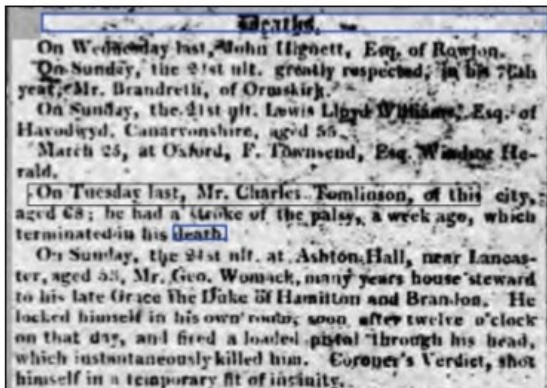 Deaths.
On Wednesday last, John Hignett, Esq. of Rowton.
On Sunday, the 21st ult. greatly respected, in his 76th
year, Mr. Brandreth, of Ormskirk.
On Sunday, the 21st ult. Lewis Lloyd Williams, Esq. of
Havodwyd, Canarvonshire, aged 55.
March 25, at Oxford, F. Townsend, Esq. Windsor He-
rald.
On Tuesday last, Mr. Charles Tomlinson, of this city,
aged 68; he had a stroke of the palsy, a week ago, which
terminated in his death.
On Sunday, the 21st ult. at Ashton Hall, near Lancas-
ter, aged 53, Mr. Geo. Womack, many years house steward
to his late Grace the Duke of Hamilton and Brandon. He
locked himself in his own room, soon after twelve o'clock
on that day, and fired a loaded pistol through his head,
which instantaneously killed him. Coroner's Verdict, shot
himself in a temporary fit of insanity.